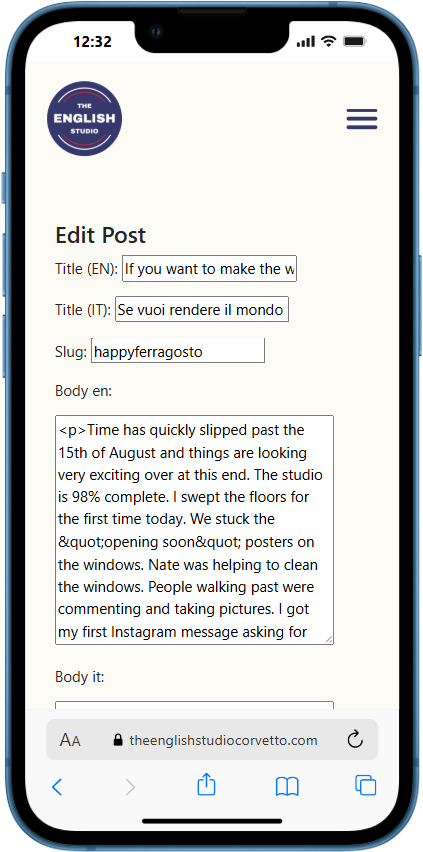 12:32
THE
ENGLISH
STUDIO
Edit Post
Title (EN): If you want to make the w
Title (IT): Se vuoi rendere il mondo
Slug: happyferragosto
Body en:
<p>Time has quickly slipped past the
15th of August and things are looking
very exciting over at this end. The studio
is 98% complete. I swept the floors for
the first time today. We stuck the
&quot;opening soon&quot; posters on
the windows. Nate was helping to clean
the windows. People walking past were
commenting and taking pictures. I got
my first Instagram message asking for
Body it:
AA theenglishstudiocorvetto.com